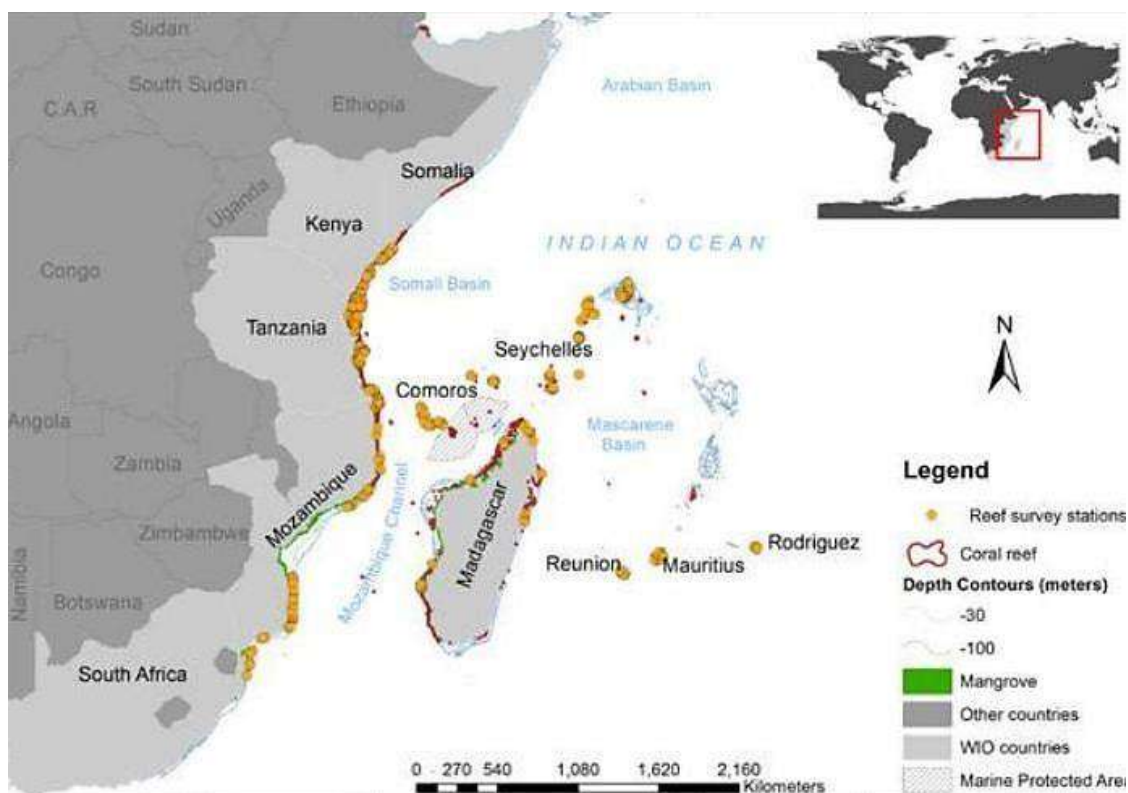 Sudan
South Sudan
C.A.R
Ethiopia
Arabian Basin
Somalia
Uganda
Kenya
INDIAN OCEAN
Congo
Somali Basin
Tanzania
Seychelles
N
Comoros
Angola
Mascarene
Basin
Zambia
Mozambique
Legend
Zimbabwe
Mozambique Channel
Madagascar
Reef survey stations
Namibia
Reunion
Mauritius
Rodriguez
Coral reef
Botswana
Depth Contours (meters)
-30
-100
South Africa
Mangrove
Other countries
WIO countries
0 270 540 1,080 1,620 2,160
Kilometers
Marine Protected Area